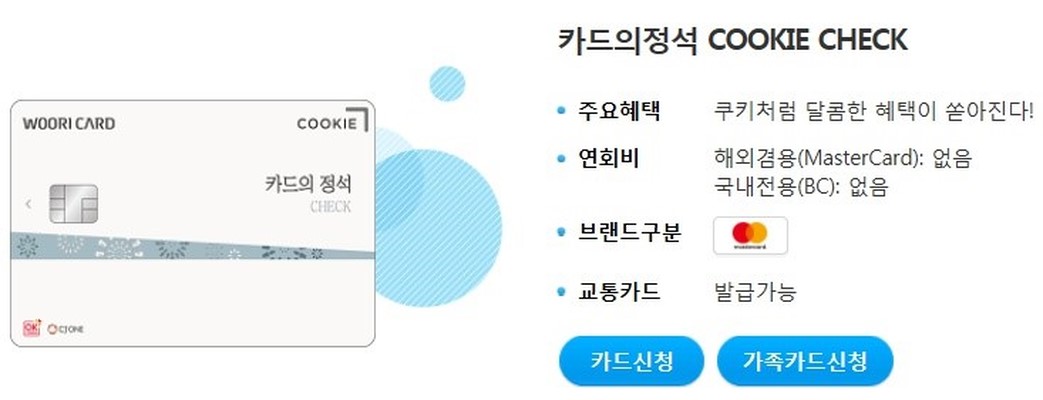 카드의정석 COOKIE CHECK
주요혜택 쿠키처럼 달콤한 혜택이 쏟아진다!
연회비 해외겸용(MasterCard): 없음
국내전용(BC): 없음
브랜드구분 mastercard
교통카드 발급가능
카드신청 가족카드신청
WOORI CARD COOKIE
카드의 정석
CHECK
OK CJ ONE